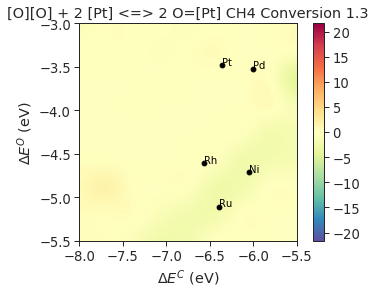 [O][O] + 2 [Pt] <=> 2 O=[Pt] CH4 Conversion 1.3
−3.0
−3.5
−4.0
−4.5
−5.0
−5.5
ΔE^O (eV)
Pt
Pd
Rh
Ni
Ru
−8.0 −7.5 −7.0 −6.5 −6.0 −5.5
ΔE^C (eV)
20
15
10
5
0
−5
−10
−15
−20